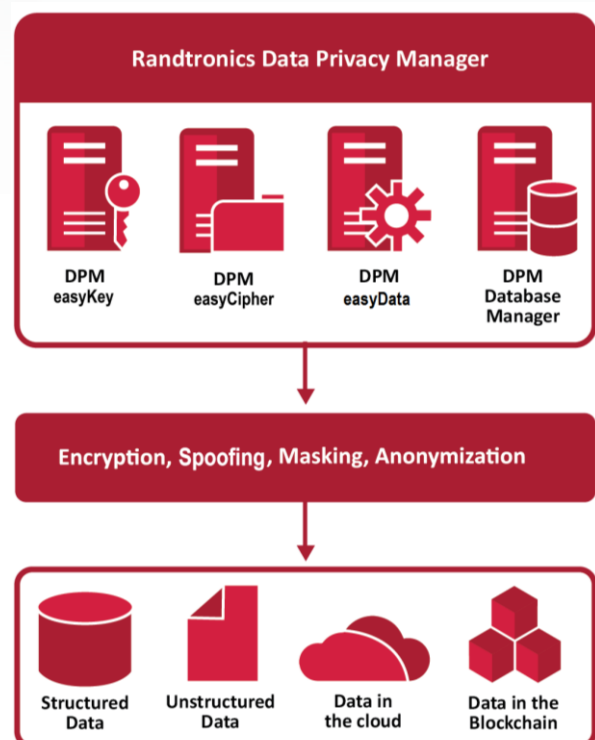 Randtronics Data Privacy Manager
DPM
easyKey
DPM
easyCipher
DPM
easyData
DPM
Database
Manager
Encryption, Spoofing, Masking, Anonymization
Structured
Data
Unstructured
Data
Data in
the cloud
Data in the
Blockchain